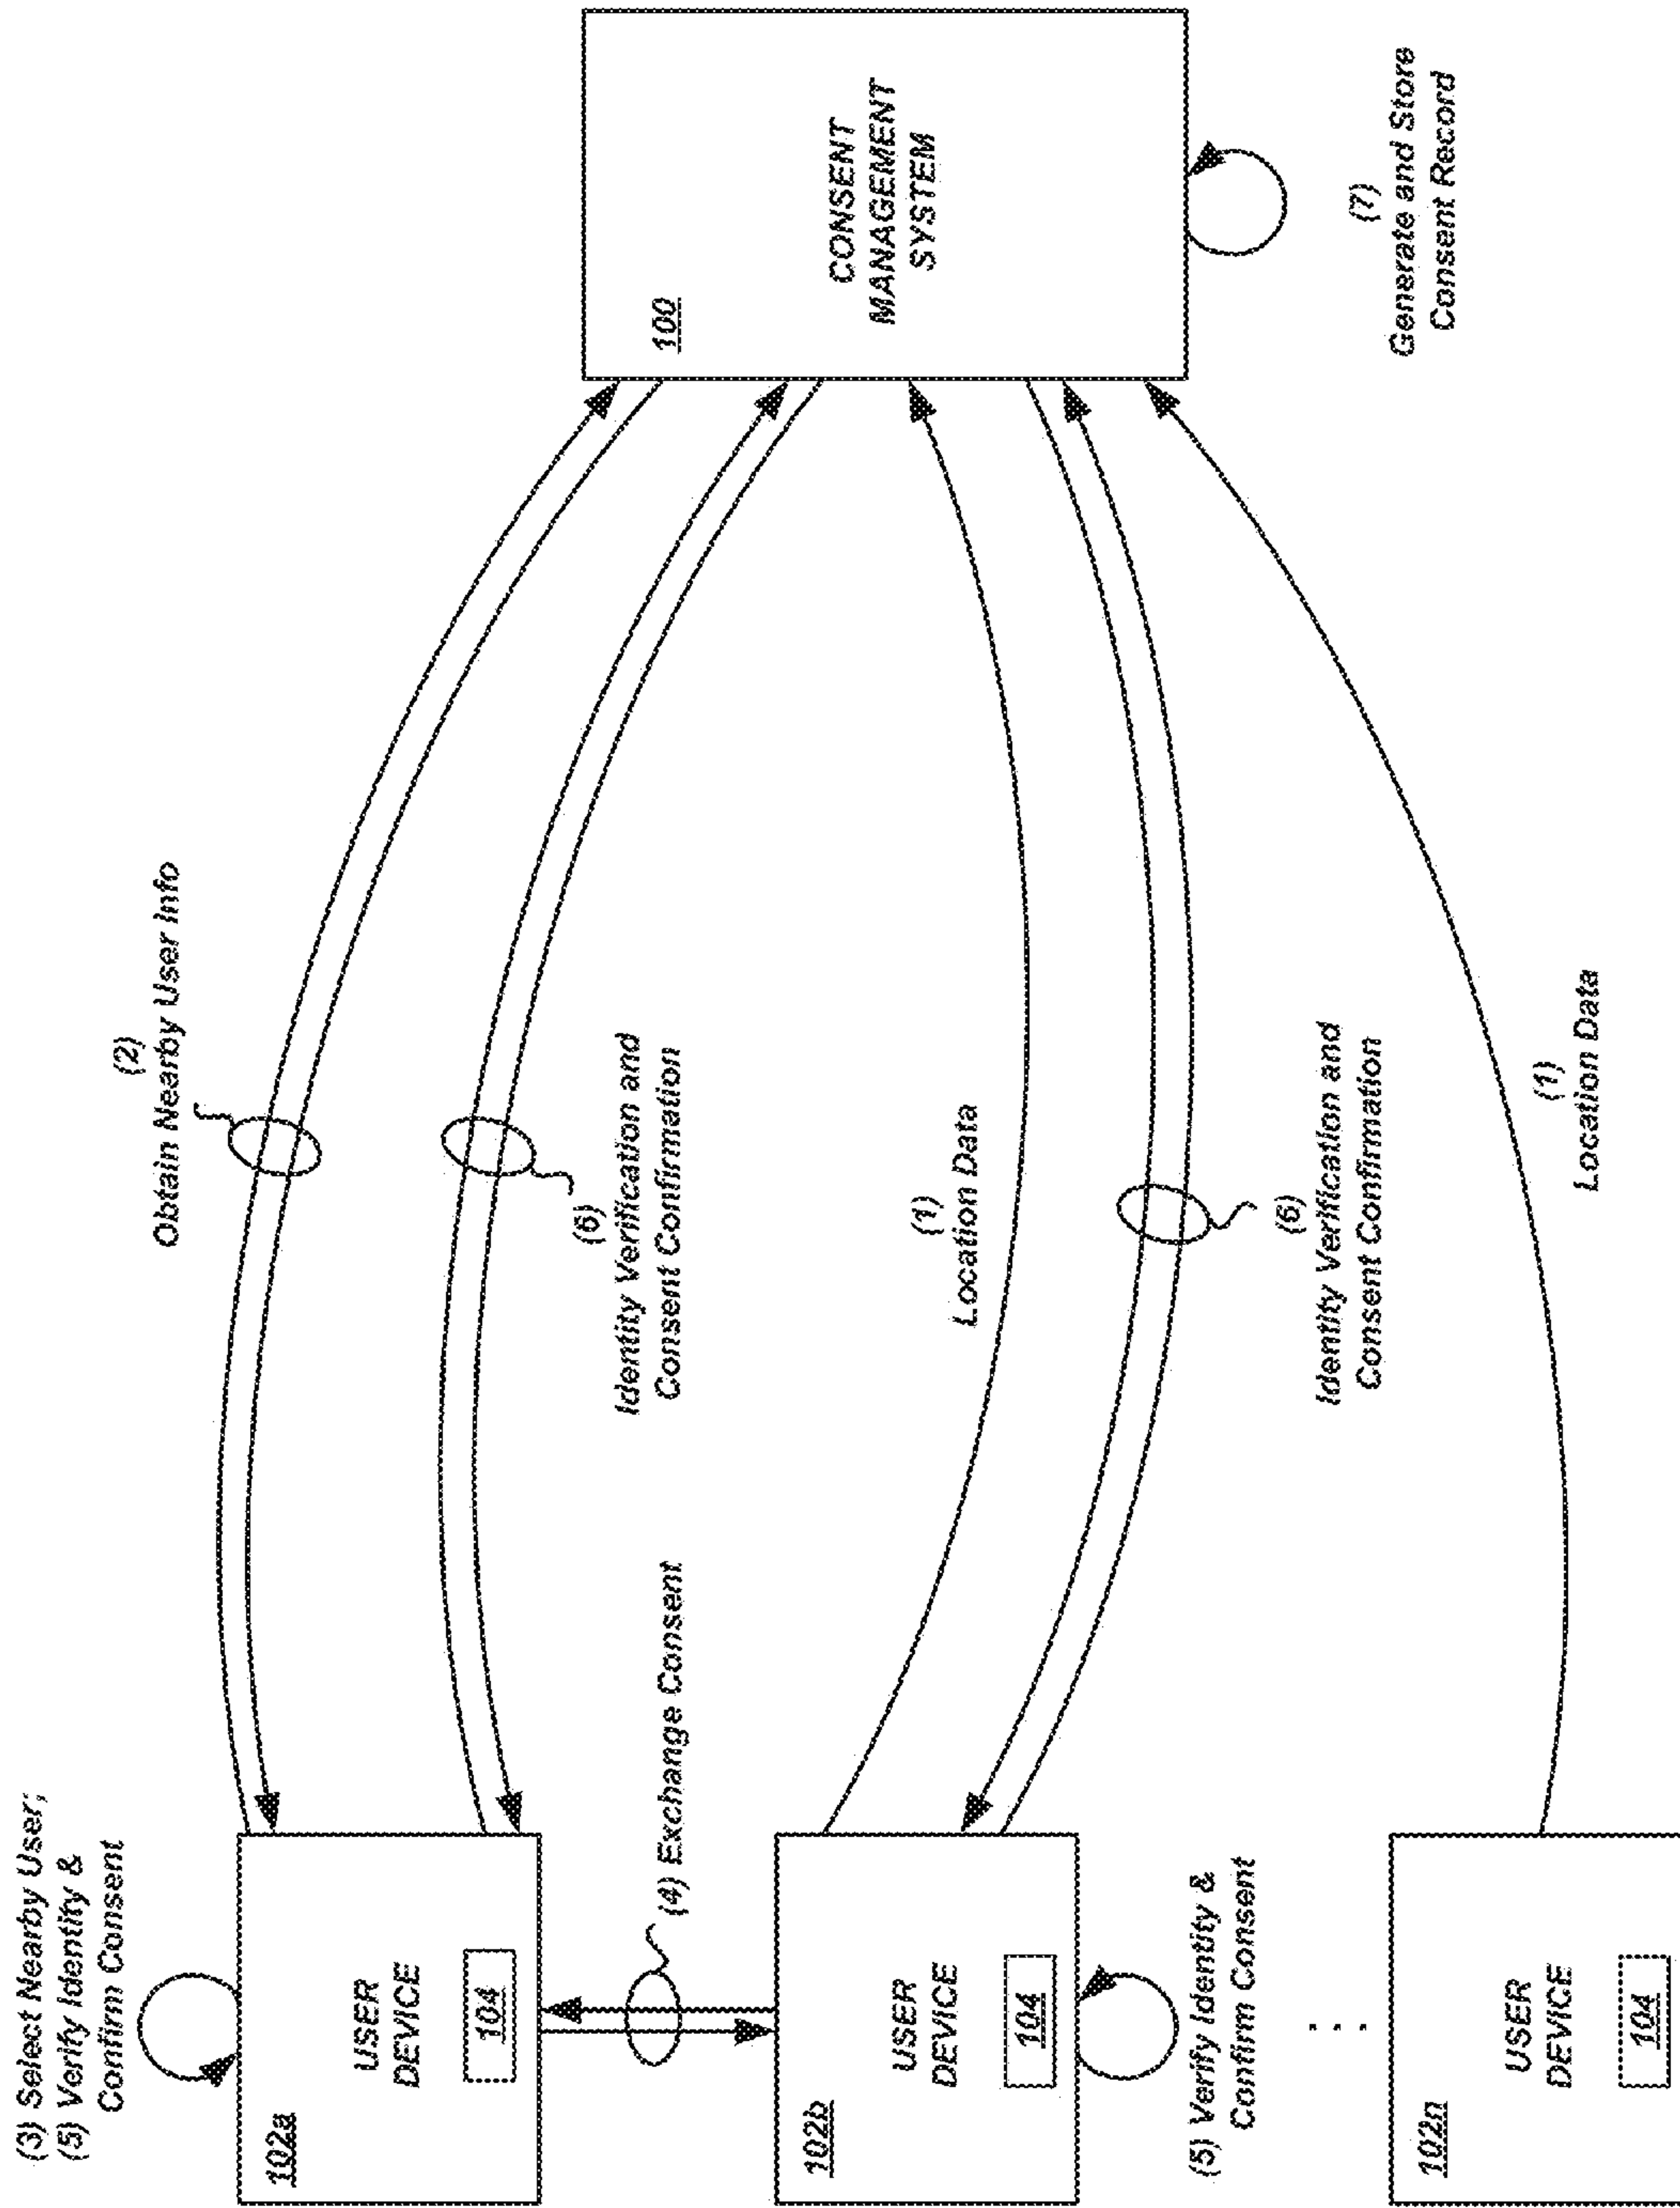 (3) Select Nearby User;
(5) Verify Identity &
Confirm Consent
102a
USER
DEVICE
104
(2)
Obtain Nearby User Info
(6)
Identity Verification and
Consent Confirmation
(4) Exchange Consent
102b
USER
DEVICE
104
(1)
Location Data
(5) Verify Identity &
Confirm Consent
(6)
Identity Verification and
Consent Confirmation
102n
USER
DEVICE
104
(1)
Location Data
100
CONSENT
MANAGEMENT
SYSTEM
(7)
Generate and Store
Consent Record